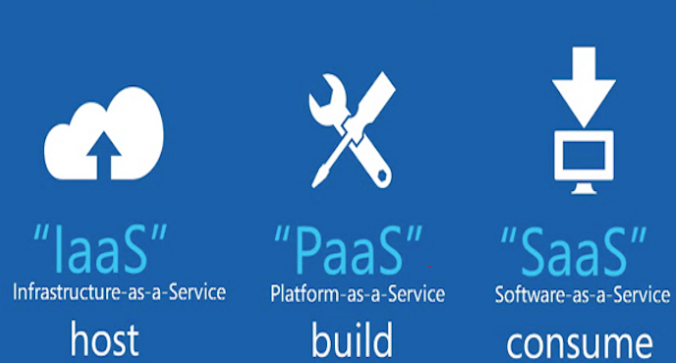 “IaaS”
Infrastructure-as-a-Service
host
“PaaS”
Platform-as-a-Service
build
“SaaS”
Software-as-a-Service
consume